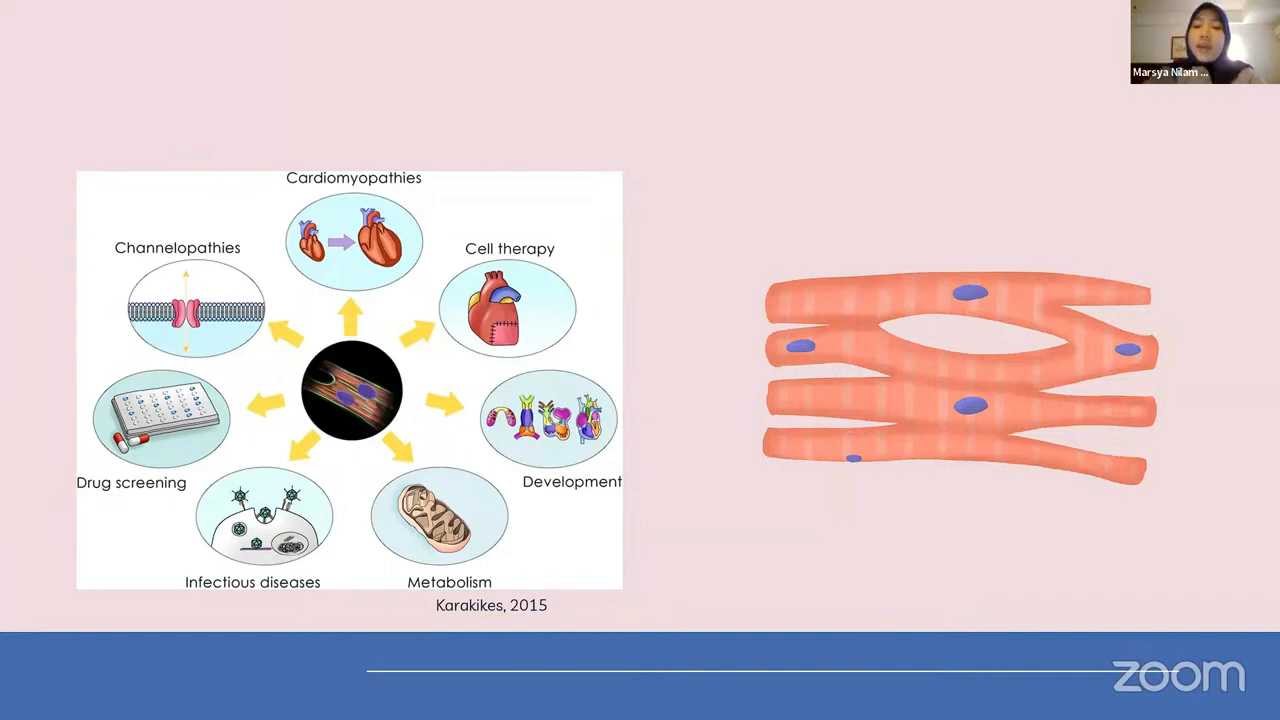 Marsya Nilam ...
Cardiomyopathies
Channelopathies
Cell therapy
Drug screening
Development
Infectious diseases
Metabolism
Karakikes, 2015
zoom